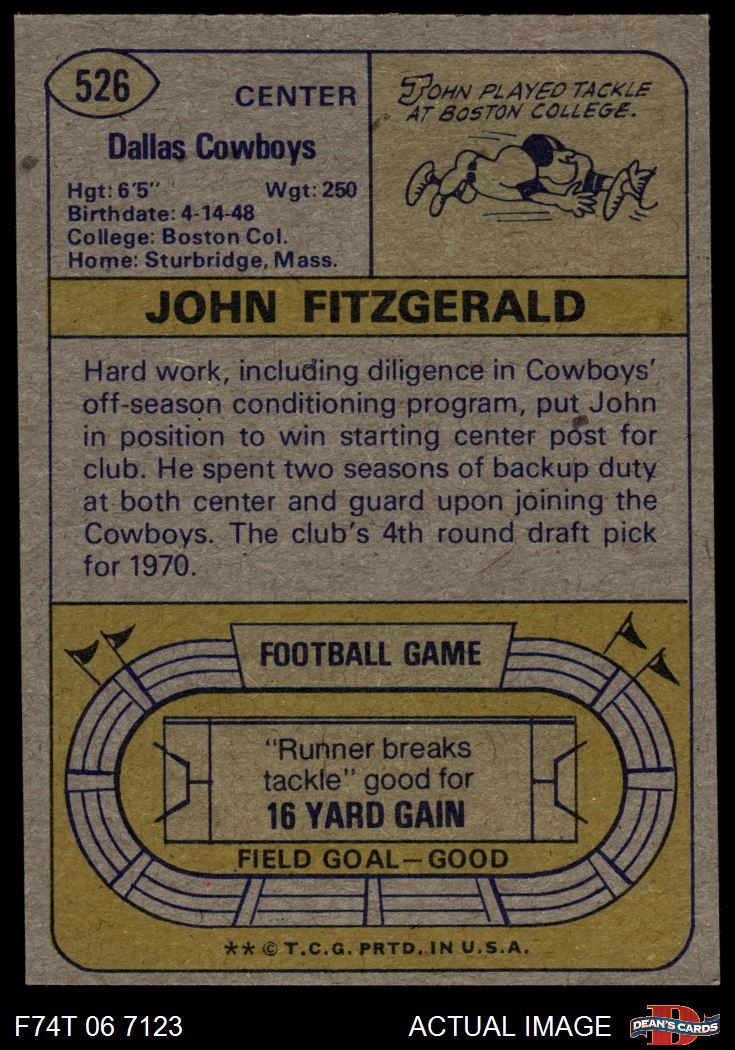 526
CENTER
Dallas Cowboys
Hgt: 6'5" Wgt: 250
Birthdate: 4-14-48
College: Boston Col.
Home: Sturbridge, Mass.
JOHN PLAYED TACKLE
AT BOSTON COLLEGE.
JOHN FITZGERALD
Hard work, including diligence in Cowboys'
off-season conditioning program, put John
in position to win starting center post for
club. He spent two seasons of backup duty
at both center and guard upon joining the
Cowboys. The club's 4th round draft pick
for 1970.
FOOTBALL GAME
"Runner breaks
tackle" good for
16 YARD GAIN
FIELD GOAL—GOOD
** © T.C.G. PRTD. IN U.S.A.
F74T 06 7123
ACTUAL IMAGE
D
DEAN'S CARDS